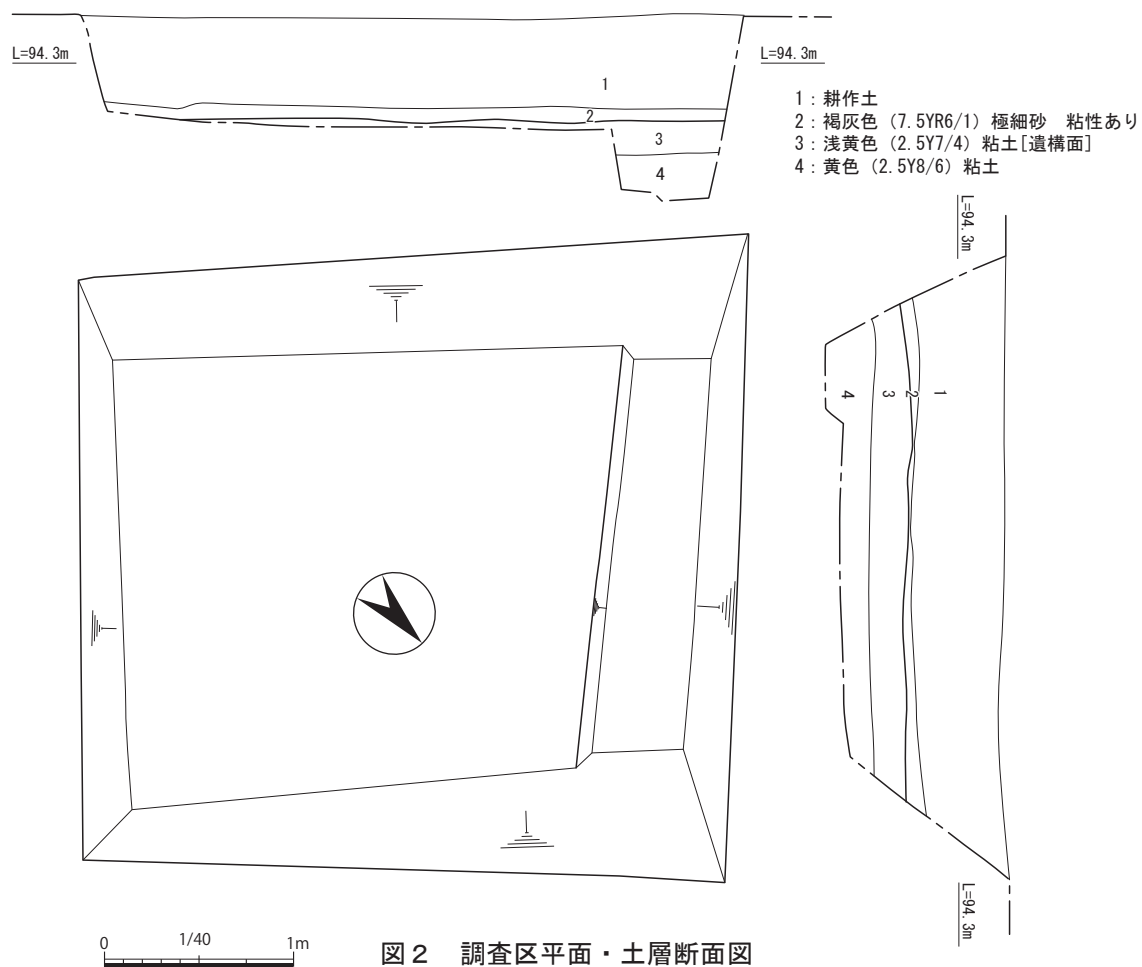 L=94.3m
L=94.3m
1
2
3
4
1：耕作土
2：褐灰色（7.5YR6/1）極細砂　粘性あり
3：浅黄色（2.5Y7/4）粘土[遺構面]
4：黄色（2.5Y8/6）粘土
L=94.3m
4
3
2
1
L=94.3m
0
1/40
1m
図２　調査区平面・土層断面図